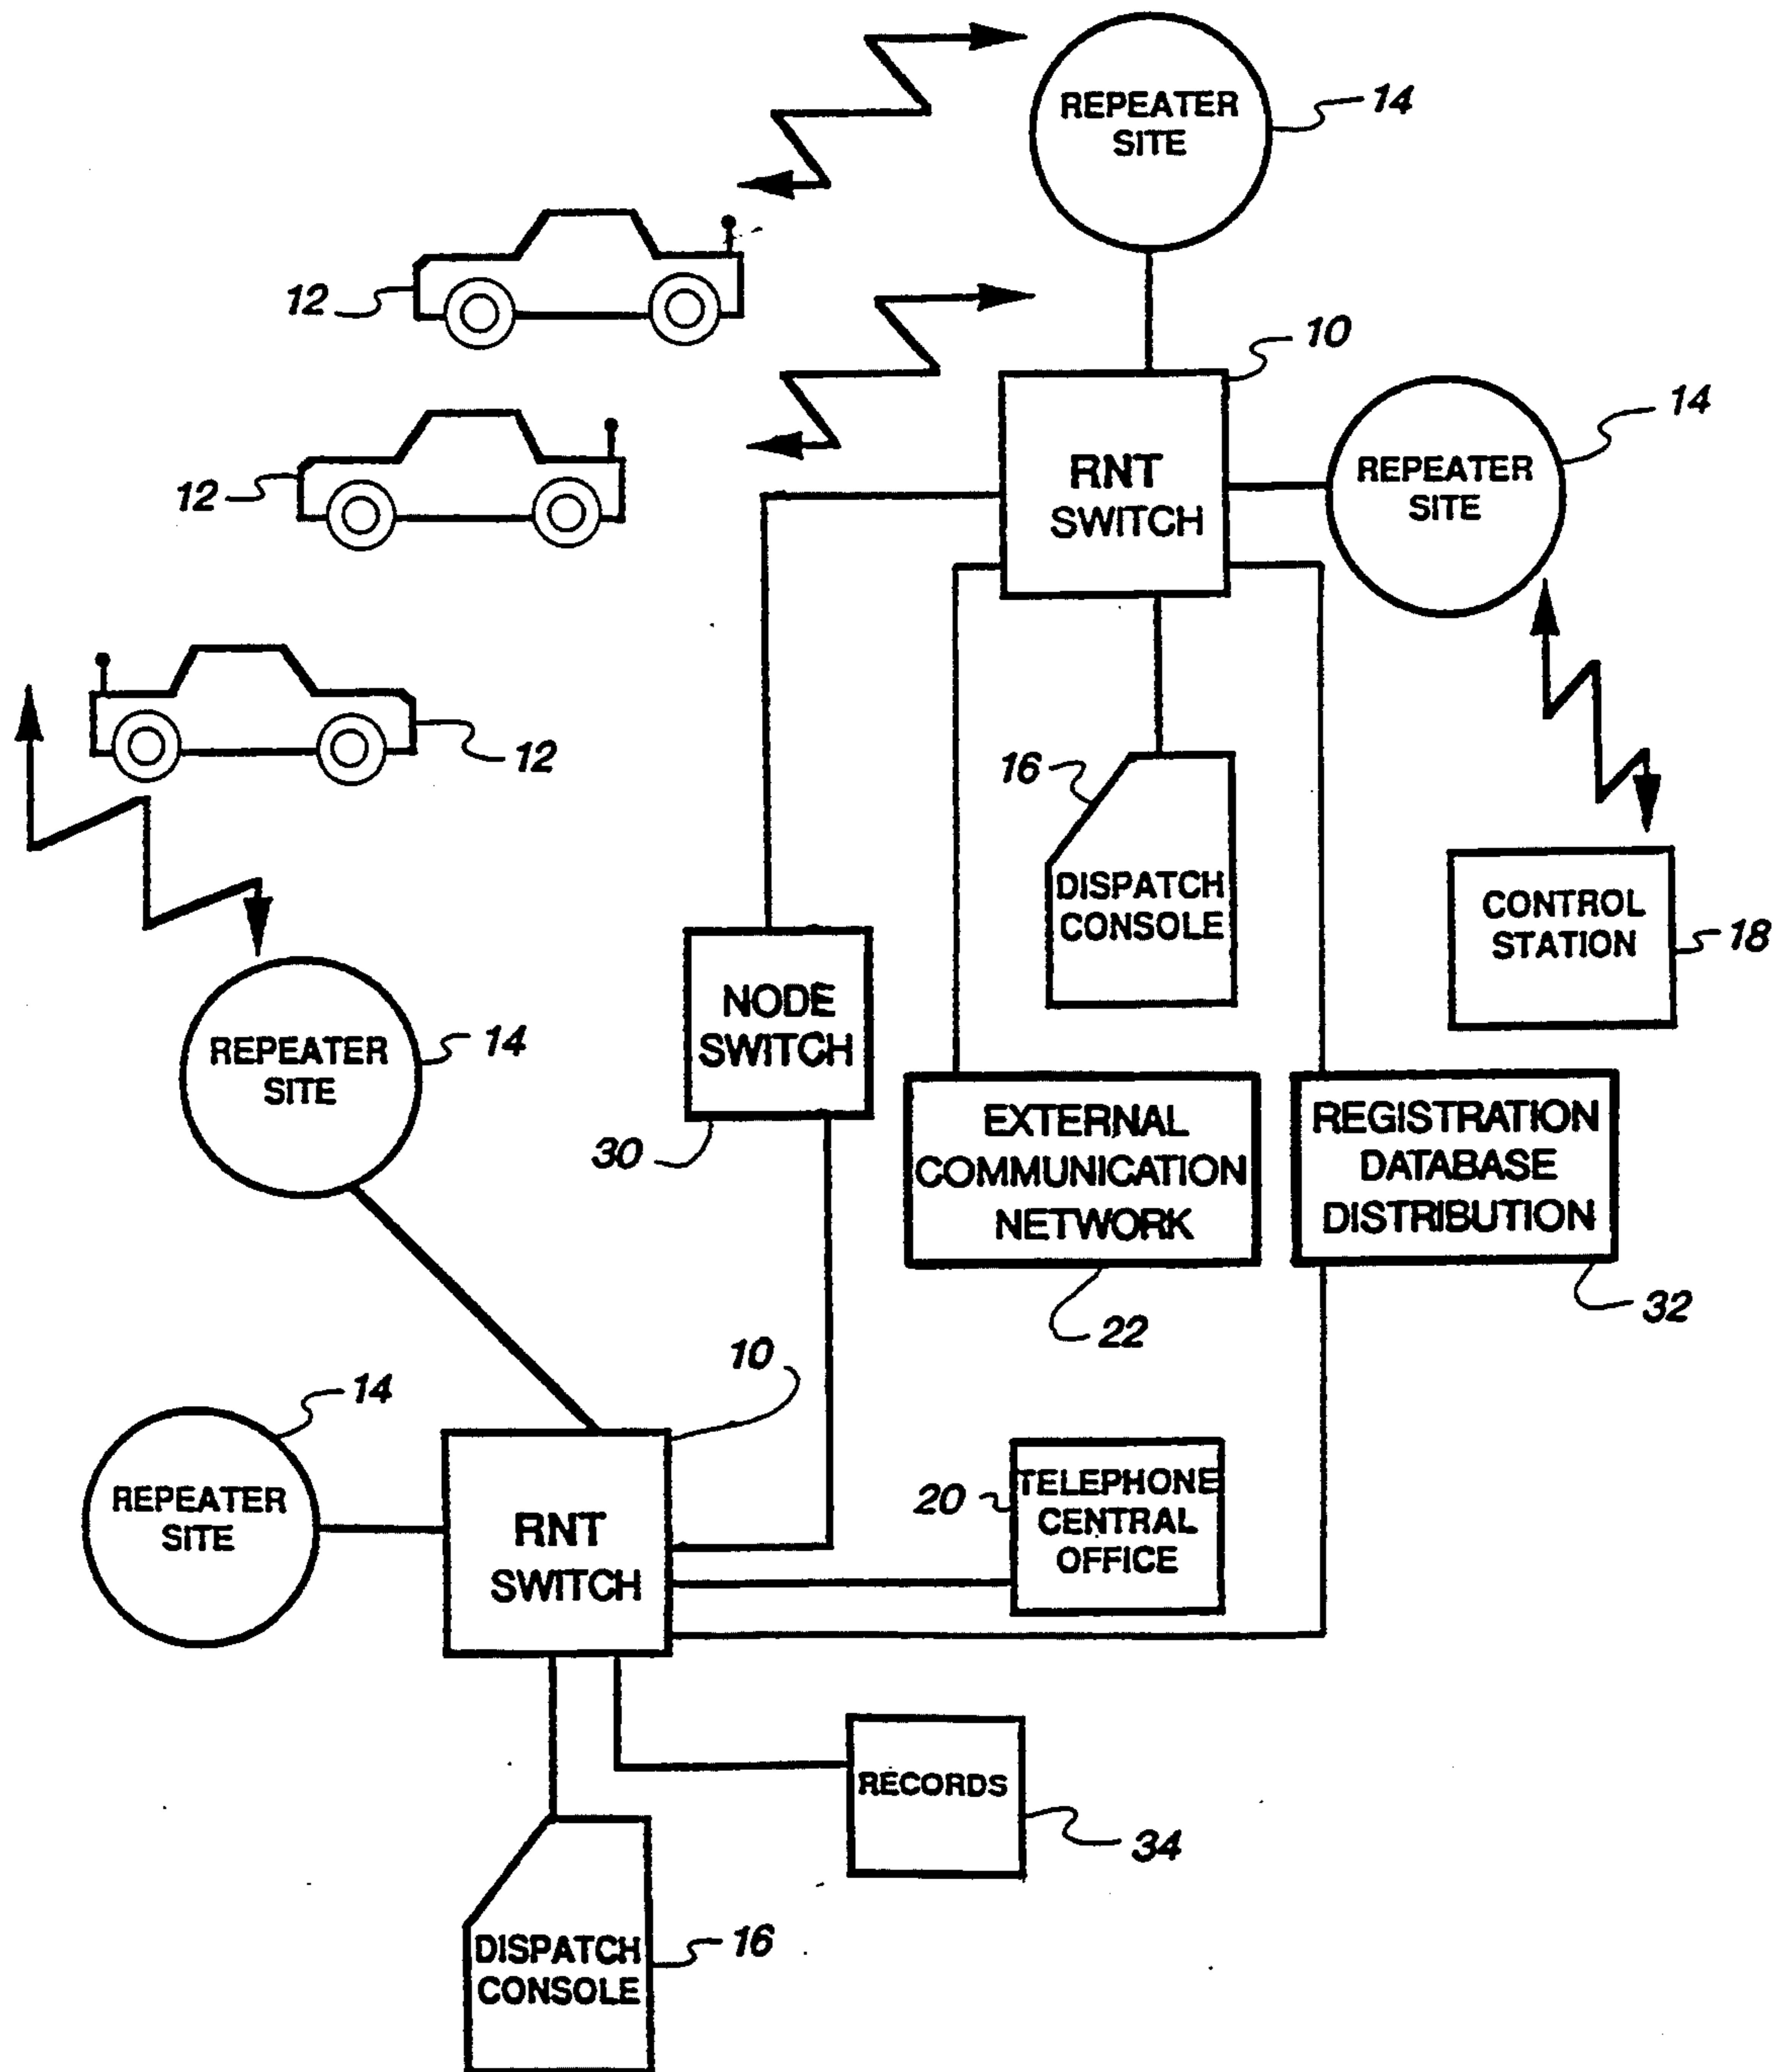 REPEATER
SITE
14
12
10
RNT
SWITCH
14
REPEATER
SITE
12
12
16
DISPATCH
CONSOLE
CONTROL
STATION
18
NODE
SWITCH
30
REPEATER
SITE
14
EXTERNAL
COMMUNICATION
NETWORK
22
REGISTRATION
DATABASE
DISTRIBUTION
32
10
14
REPEATER
SITE
RNT
SWITCH
20
TELEPHONE
CENTRAL
OFFICE
RECORDS
34
DISPATCH
CONSOLE
16